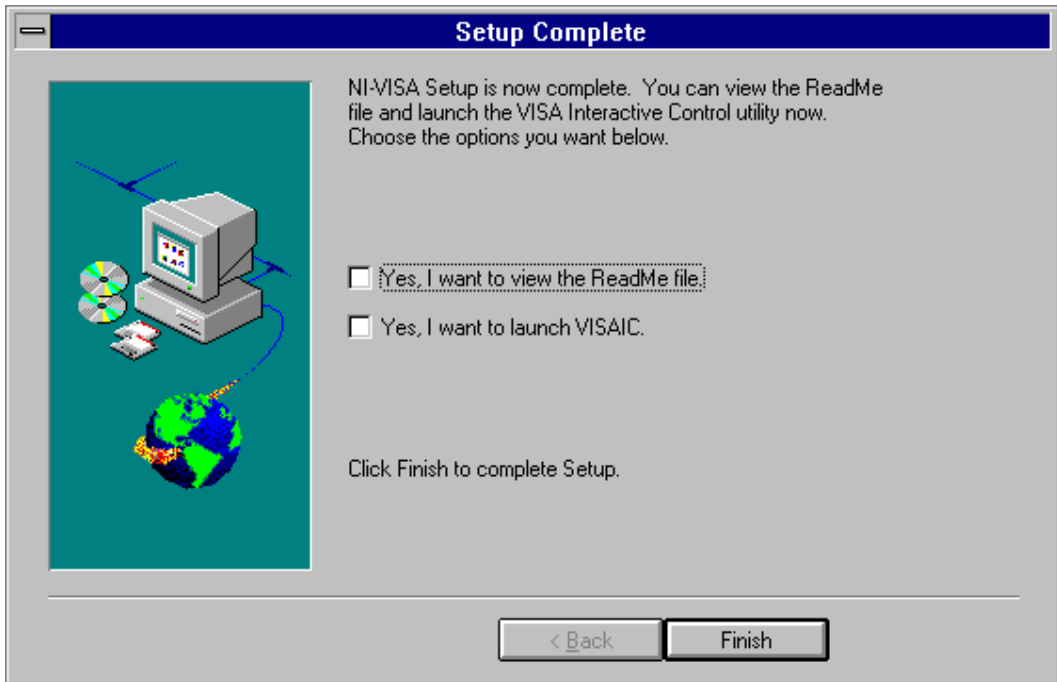 Setup Complete
NI-VISA Setup is now complete.  You can view the ReadMe
file and launch the VISA Interactive Control utility now.
Choose the options you want below.
Yes, I want to view the ReadMe file.
Yes, I want to launch VISAIC.
Click Finish to complete Setup.
< Back
Finish